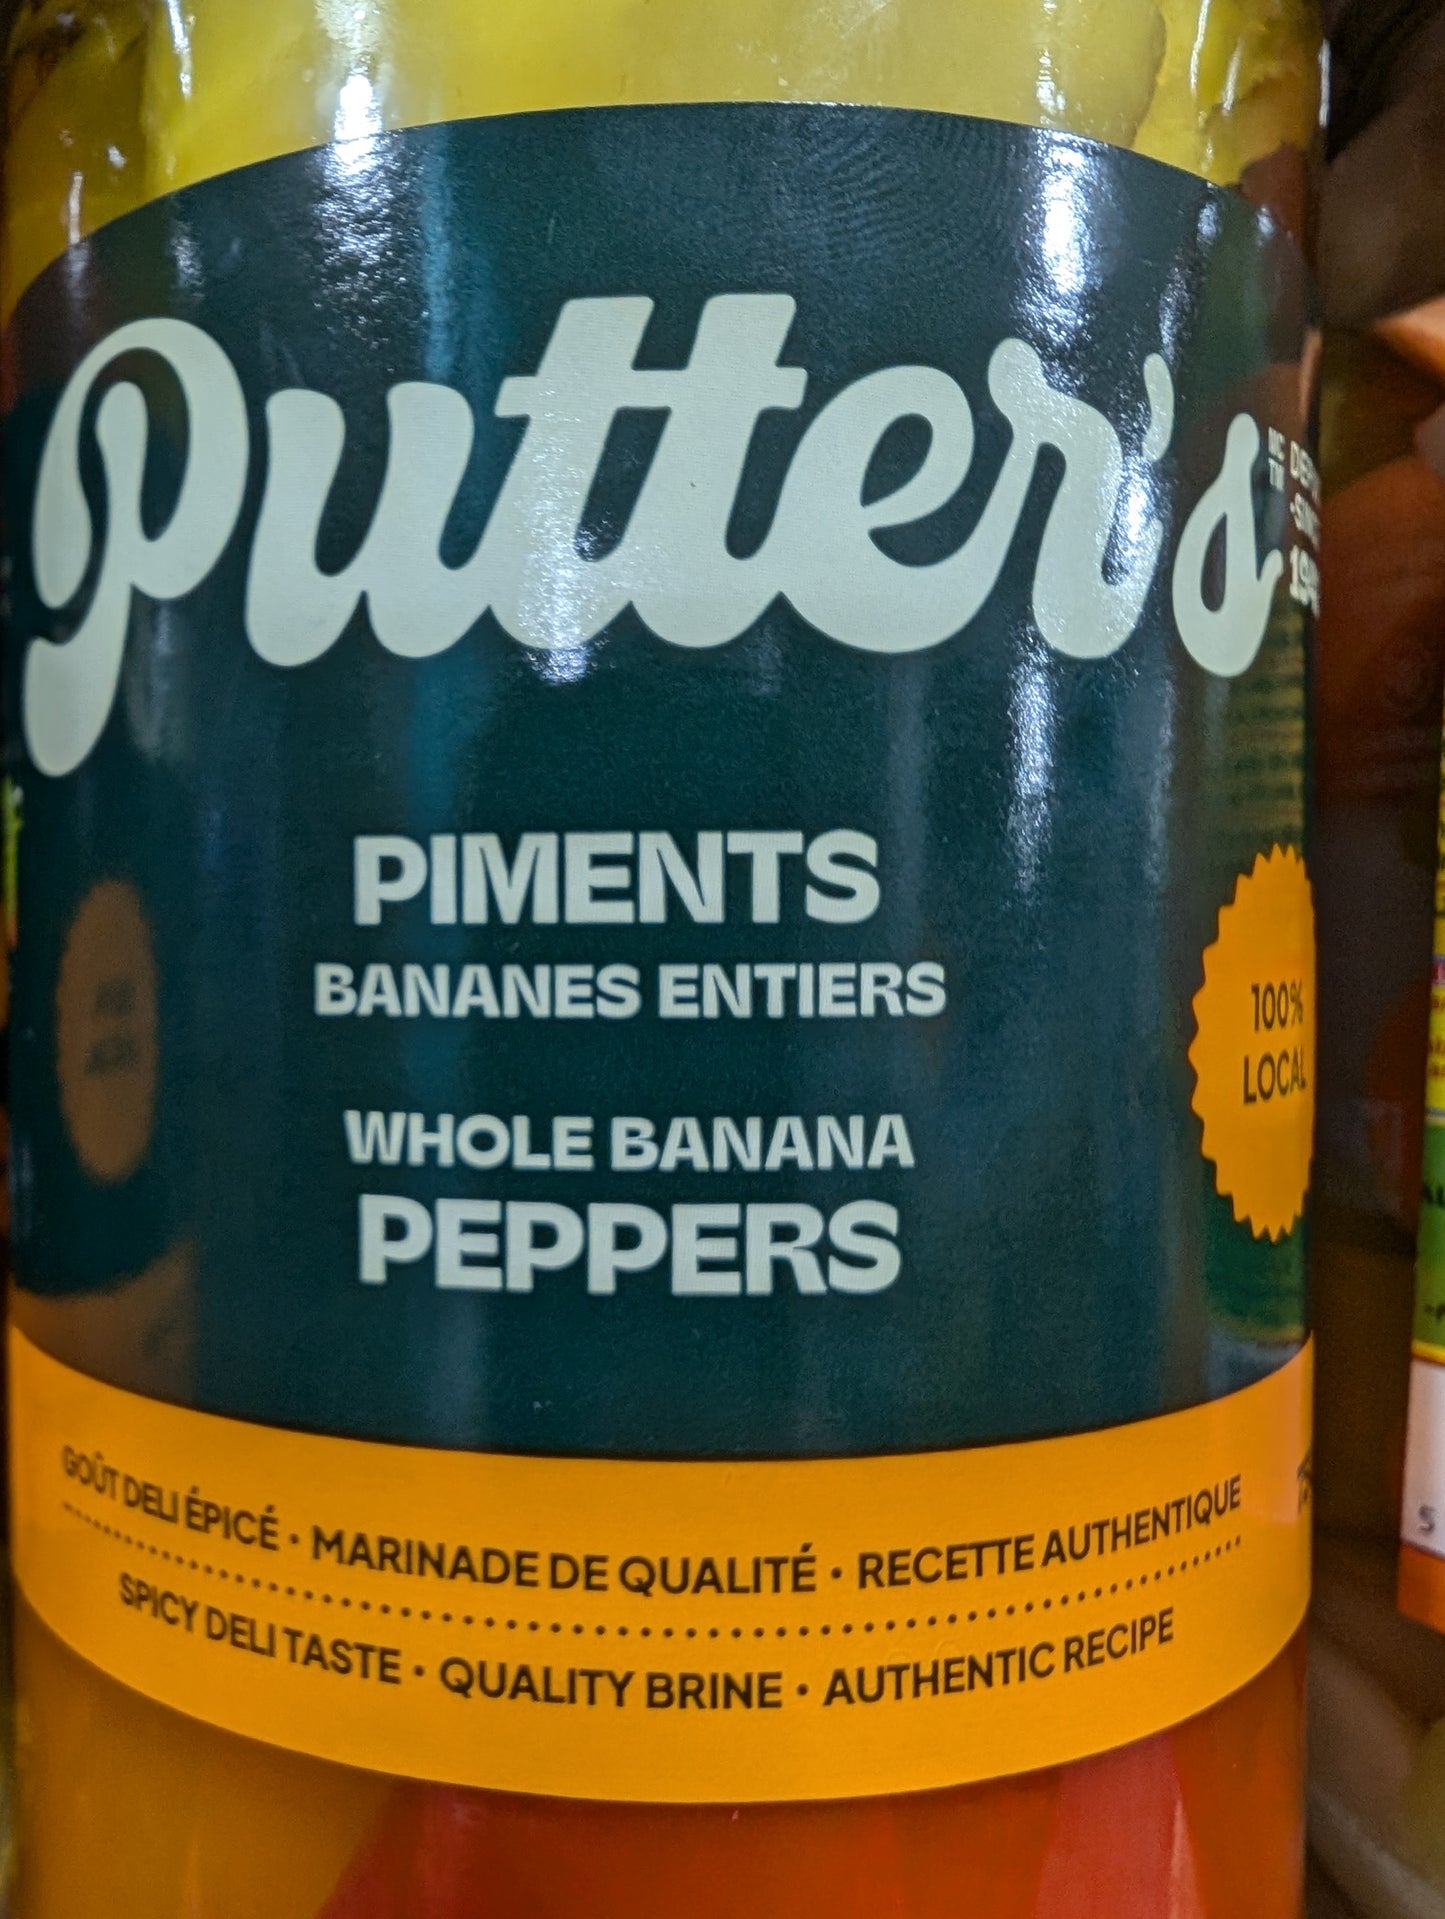 Putter's
PIMENTS
BANANES ENTIERS
WHOLE BANANA
PEPPERS
100%
LOCAL
GOÛT DELI ÉPICÉ • MARINADE DE QUALITÉ • RECETTE AUTHENTIQUE
SPICY DELI TASTE • QUALITY BRINE • AUTHENTIC RECIPE